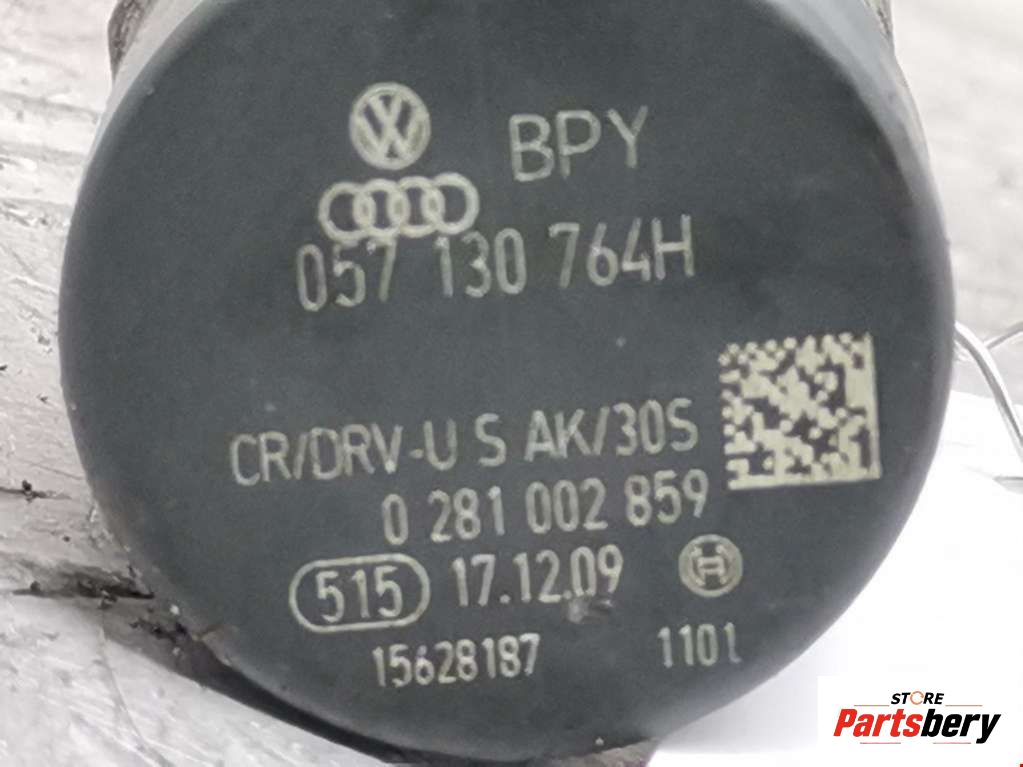 BPY
057 130 764H
CR/DRV-U S AK/30S
0 281 002 859
515 17.12.09
15628187 1101
STORE
Partsbery